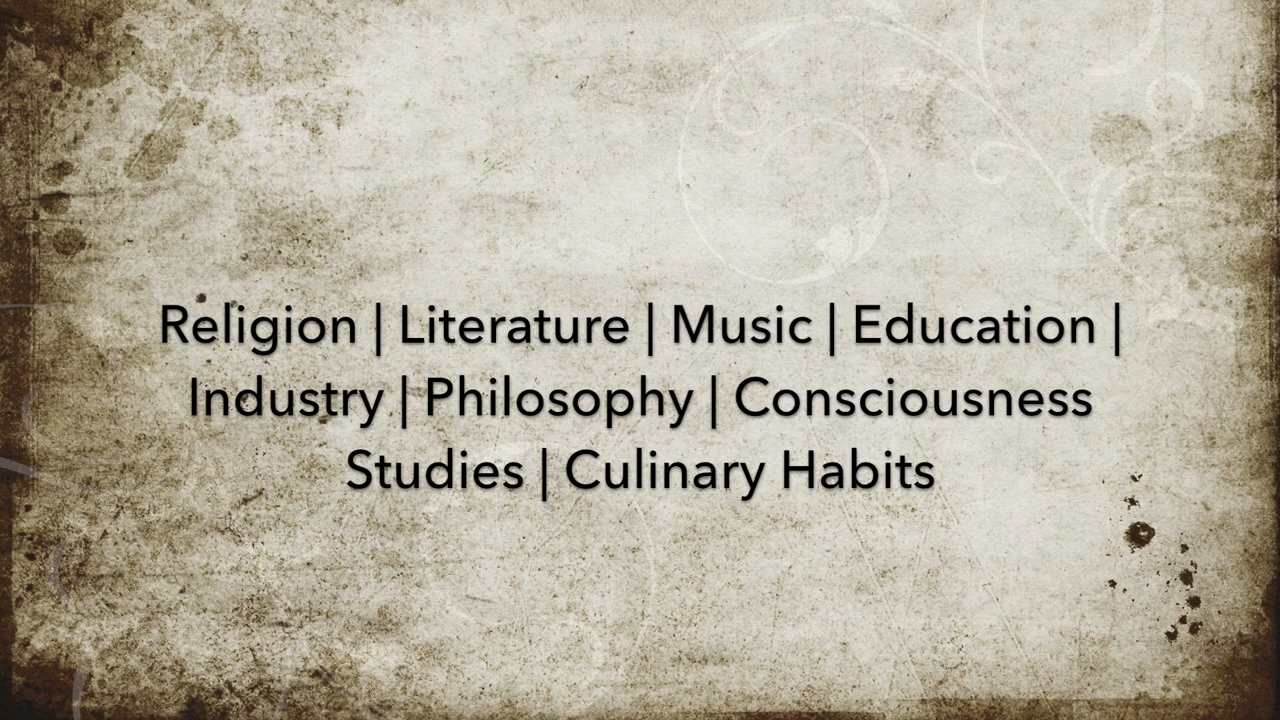 Religion | Literature | Music | Education |
Industry | Philosophy | Consciousness
Studies | Culinary Habits